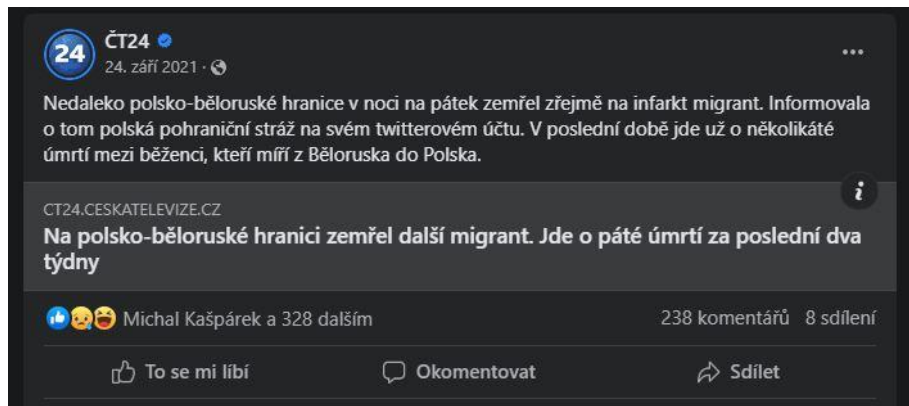 24
ČT24
24. září 2021 ·
Nedaleko polsko-běloruské hranice v noci na pátek zemřel zřejmě na infarkt migrant. Informovala
o tom polská pohraniční stráž na svém twitterovém účtu. V poslední době jde už o několikáté
úmrtí mezi běženci, kteří míří z Běloruska do Polska.
CT24.CESKATELEVIZE.CZ
Na polsko-běloruské hranici zemřel další migrant. Jde o páté úmrtí za poslední dva
týdny
Michal Kašpárek a 328 dalším
238 komentářů 8 sdílení
To se mi líbí
Okomentovat
Sdílet